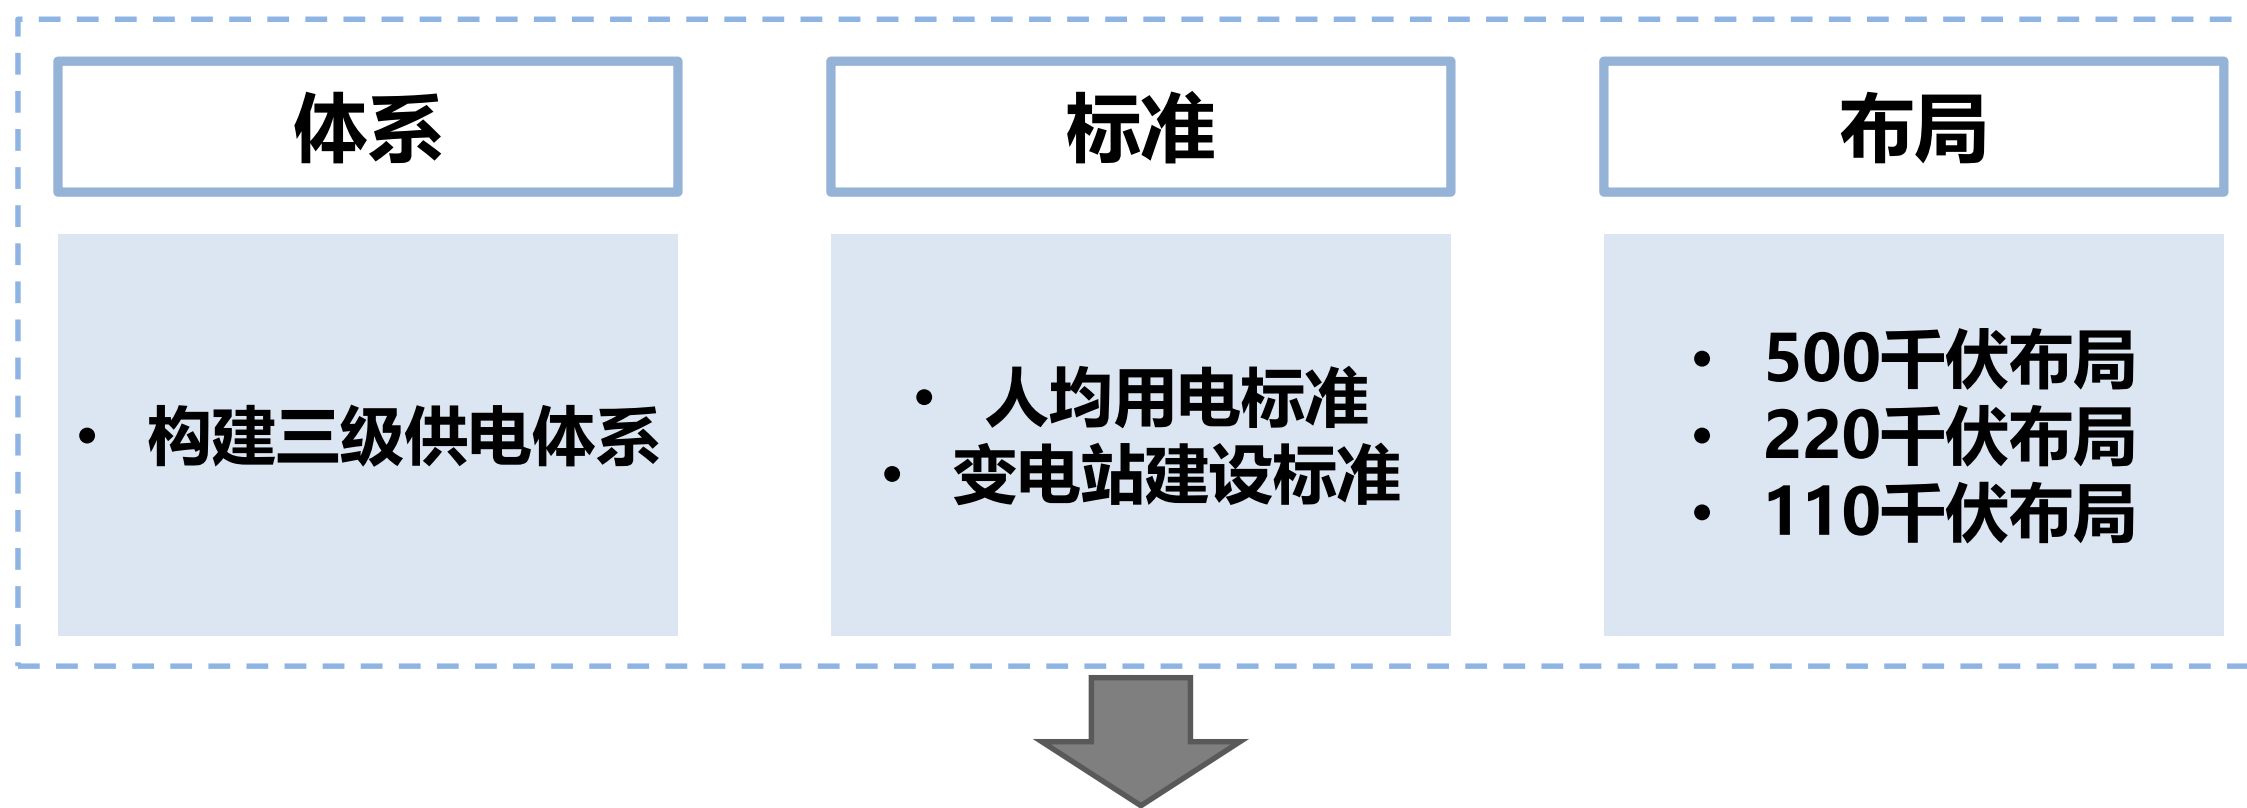 体系
标准
布局
• 构建三级供电体系
• 人均用电标准
• 变电站建设标准
• 500千伏布局
• 220千伏布局
• 110千伏布局